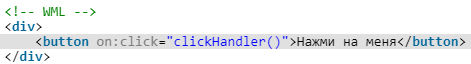 <!-- WML -->
<div>
    <button on:click="clickHandler()">Нажми на меня</button>
</div>